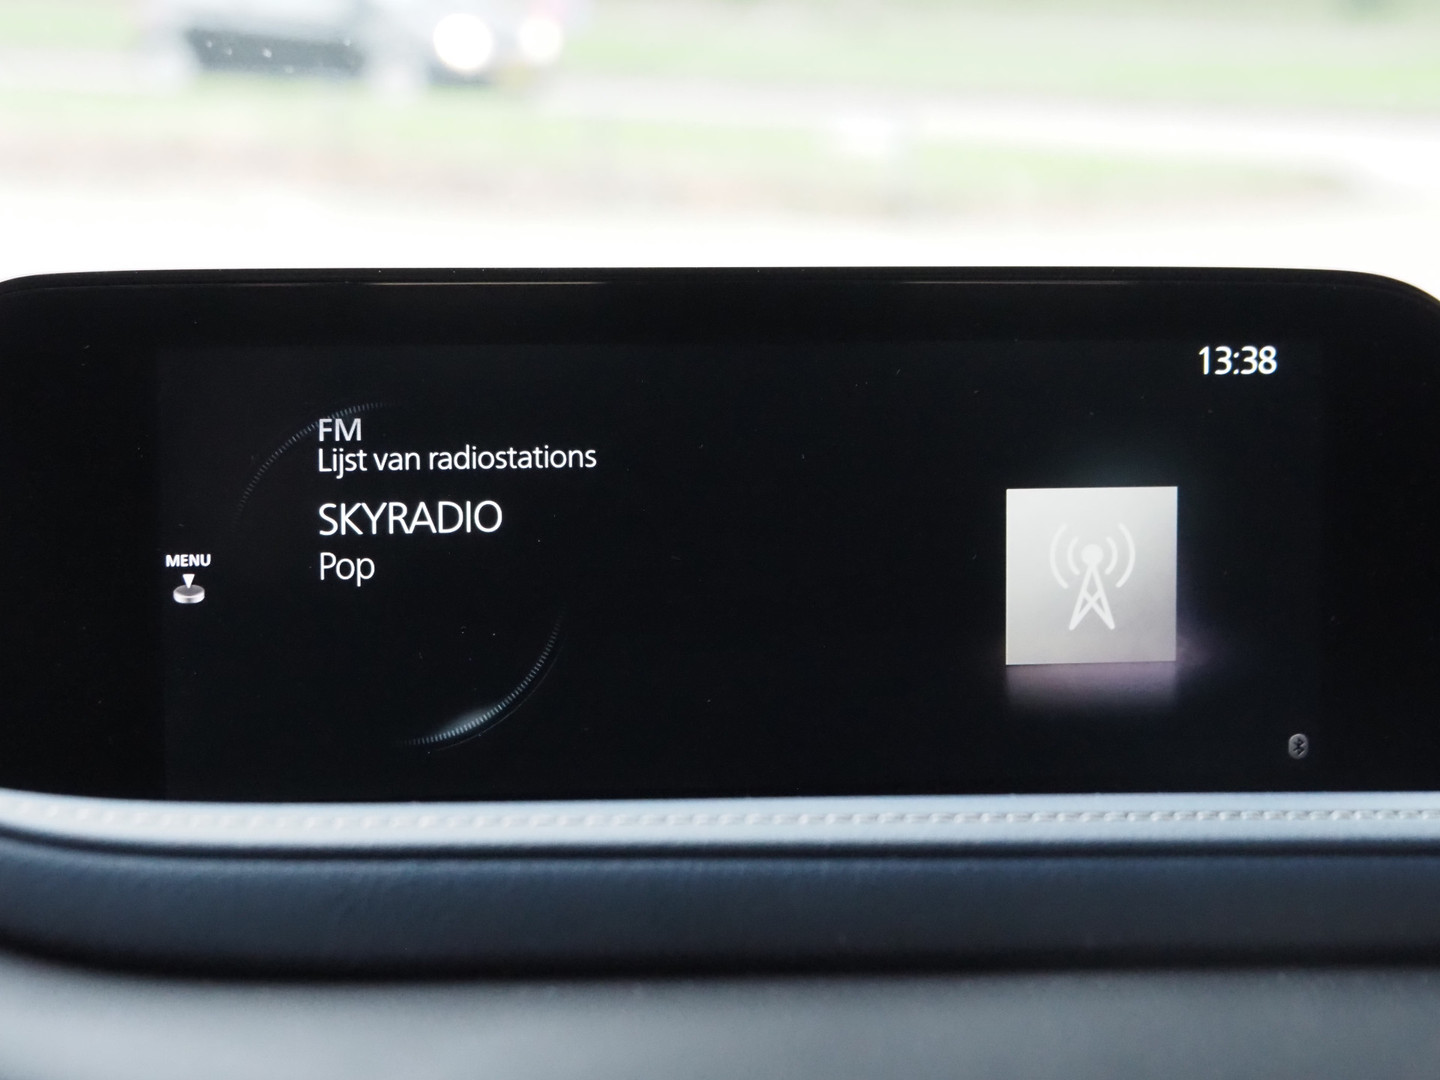 13:38
FM
Lijst van radiostations
SKYRADIO
Pop
MENU